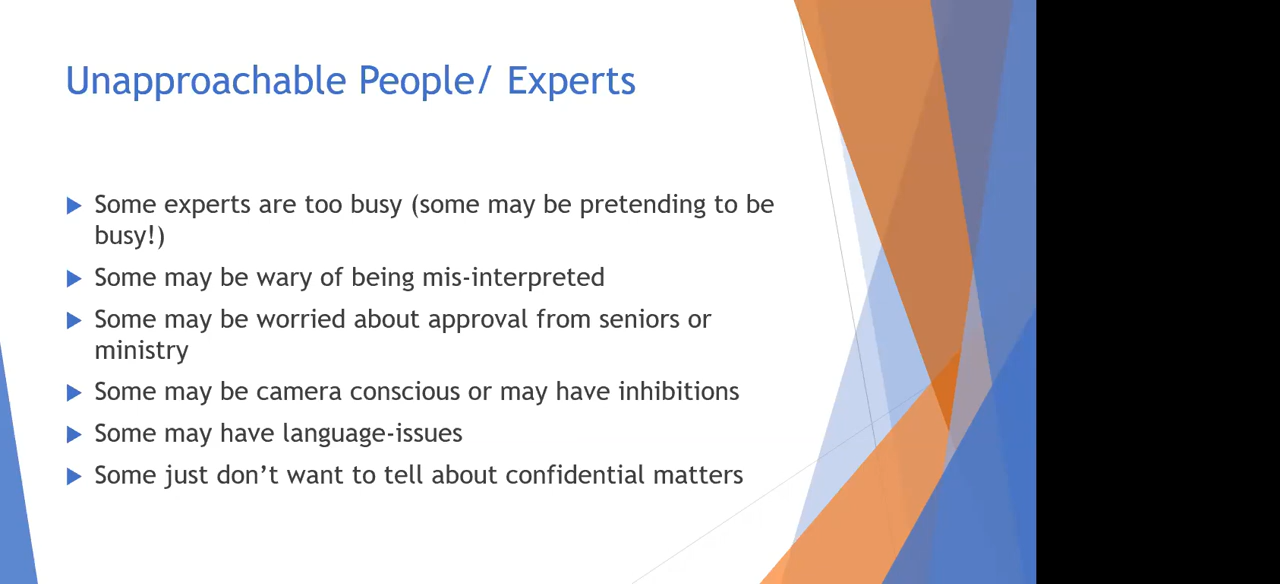 Unapproachable People/ Experts
Some experts are too busy (some may be pretending to be
busy!)
Some may be wary of being mis-interpreted
Some may be worried about approval from seniors or
ministry
Some may be camera conscious or may have inhibitions
Some may have language-issues
Some just don’t want to tell about confidential matters